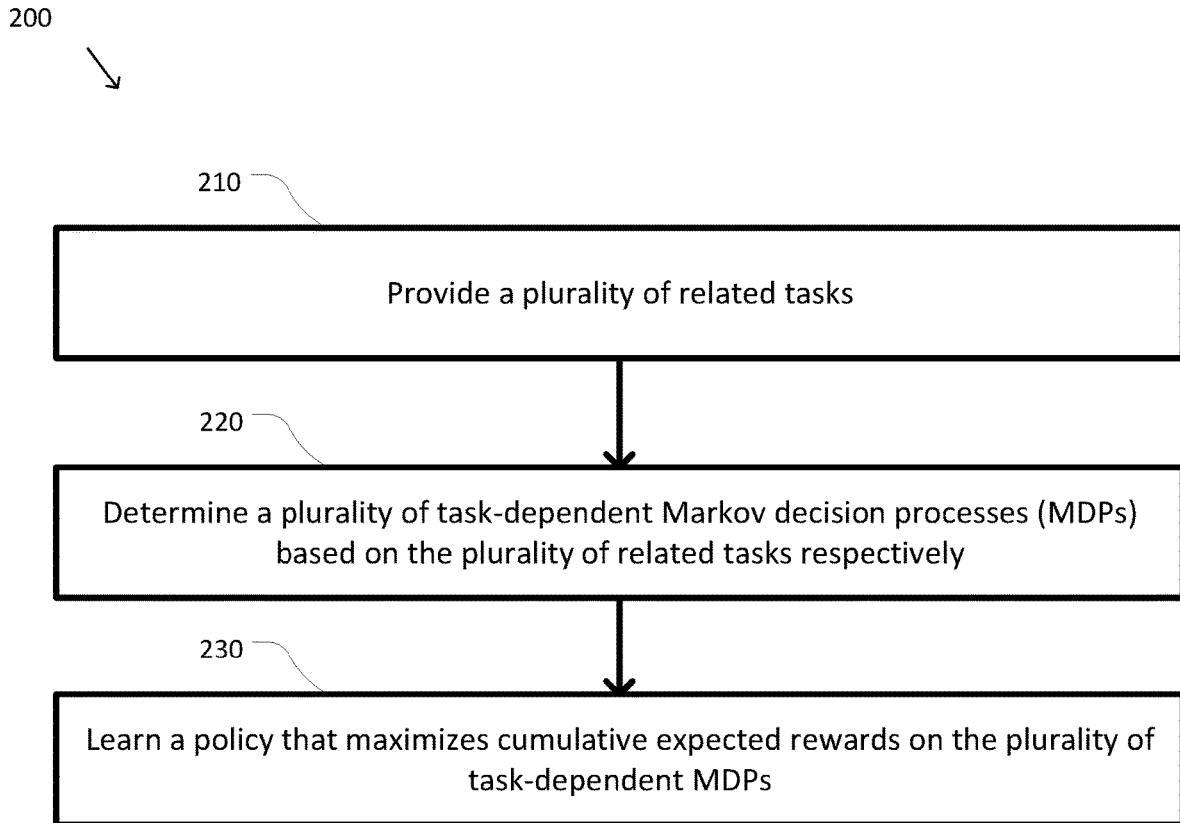 200
210
Provide a plurality of related tasks
220
Determine a plurality of task-dependent Markov decision processes (MDPs)
based on the plurality of related tasks respectively
230
Learn a policy that maximizes cumulative expected rewards on the plurality of
task-dependent MDPs